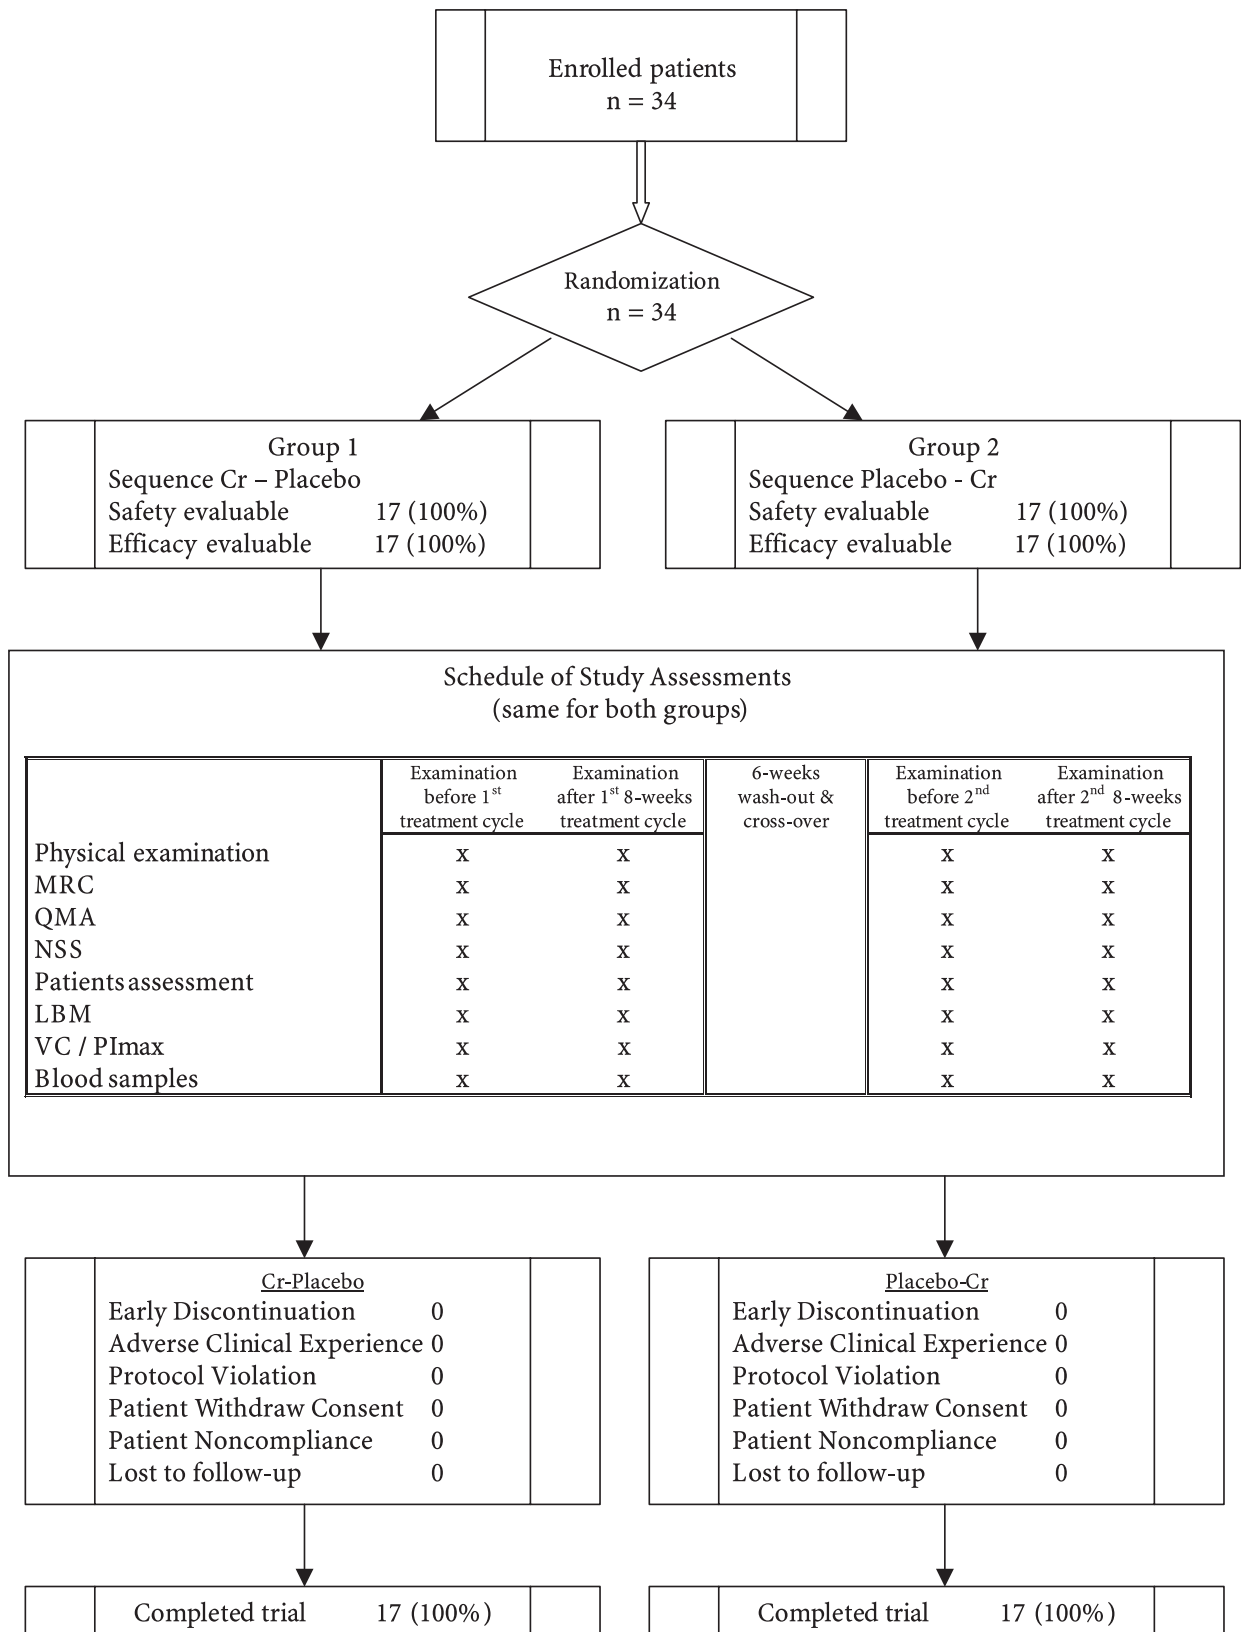 Enrolled patients
n = 34
Randomization
n = 34
Group 1
Sequence Cr – Placebo
Safety evaluable 17 (100%)
Efficacy evaluable 17 (100%)
Group 2
Sequence Placebo - Cr
Safety evaluable 17 (100%)
Efficacy evaluable 17 (100%)
Schedule of Study Assessments
(same for both groups)
Examination
before 1st
treatment cycle
Examination
after 1st 8-weeks
treatment cycle
6-weeks
wash-out &
cross-over
Examination
before 2nd
treatment cycle
Examination
after 2nd 8-weeks
treatment cycle
Physical examination x x x x
MRC x x x x
QMA x x x x
NSS x x x x
Patients assessment x x x x
LBM x x x x
VC / PImax x x x x
Blood samples x x x x
Cr-Placebo
Early Discontinuation 0
Adverse Clinical Experience 0
Protocol Violation 0
Patient Withdraw Consent 0
Patient Noncompliance 0
Lost to follow-up 0
Placebo-Cr
Early Discontinuation 0
Adverse Clinical Experience 0
Protocol Violation 0
Patient Withdraw Consent 0
Patient Noncompliance 0
Lost to follow-up 0
Completed trial 17 (100%)
Completed trial 17 (100%)